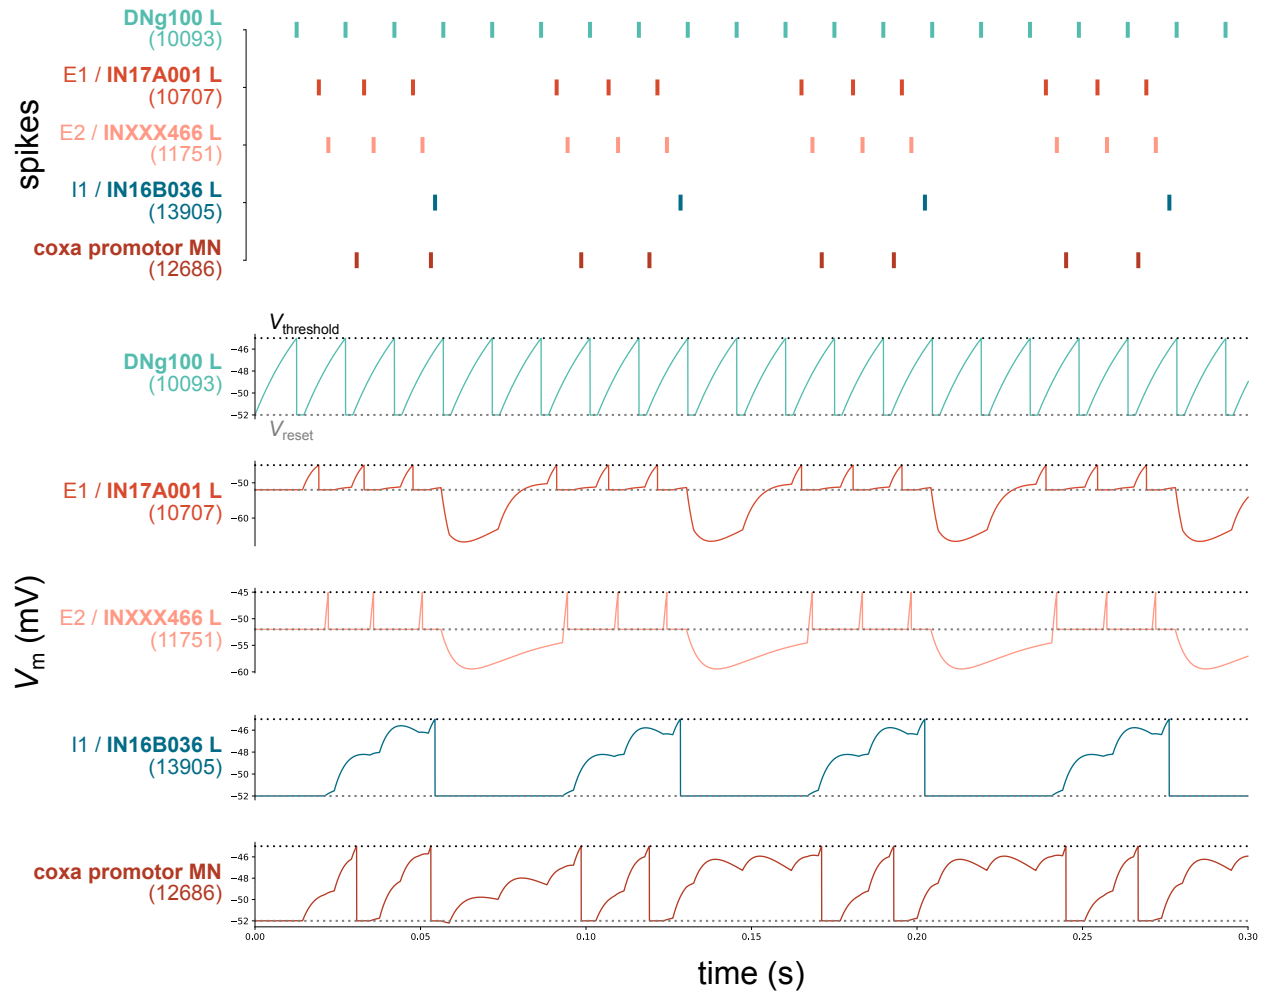 spikes
DNg100 L
(10093)
E1 / IN17A001 L
(10707)
E2 / INXXX466 L
(11751)
I1 / IN16B036 L
(13905)
coxa promotor MN
(12686)
Vm (mV)
Vthreshold
DNg100 L
(10093)
−46
−48
−50
−52
Vreset
E1 / IN17A001 L
(10707)
−50
−60
E2 / INXXX466 L
(11751)
−45
−50
−55
−60
I1 / IN16B036 L
(13905)
−46
−48
−50
−52
coxa promotor MN
(12686)
−46
−48
−50
−52
0.00 0.05 0.10 0.15 0.20 0.25 0.30
time (s)